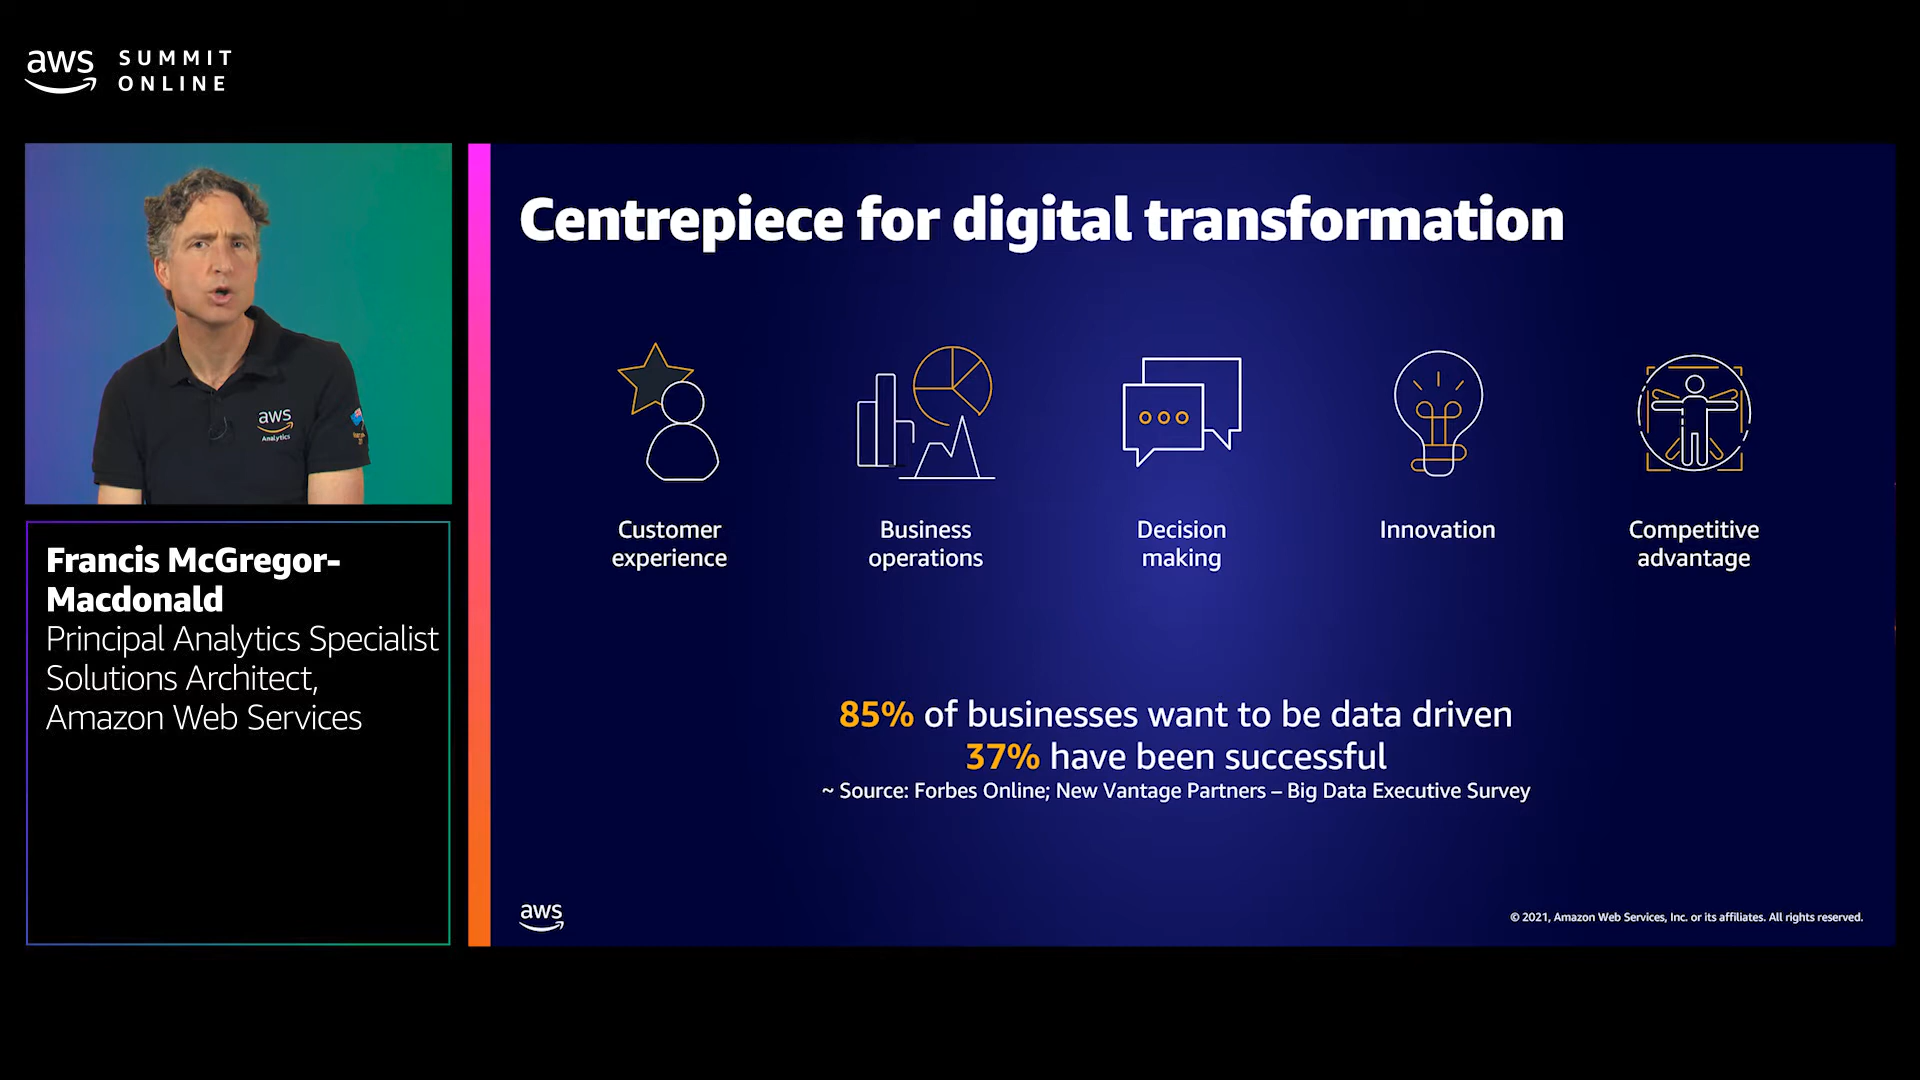 aws SUMMIT
ONLINE
aws
Analytics
Francis McGregor-
Macdonald
Principal Analytics Specialist
Solutions Architect,
Amazon Web Services
Centrepiece for digital transformation
Customer
experience
Business
operations
Decision
making
Innovation
Competitive
advantage
85% of businesses want to be data driven
37% have been successful
~ Source: Forbes Online; New Vantage Partners – Big Data Executive Survey
aws
© 2021, Amazon Web Services, Inc. or its affiliates. All rights reserved.